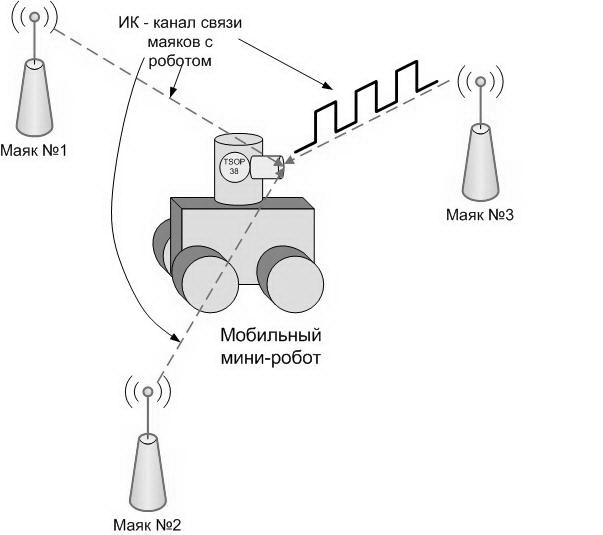 ИК - канал связи
маяков с
роботом
Маяк №1
TSOP
38
Маяк №3
Мобильный
мини-робот
Маяк №2